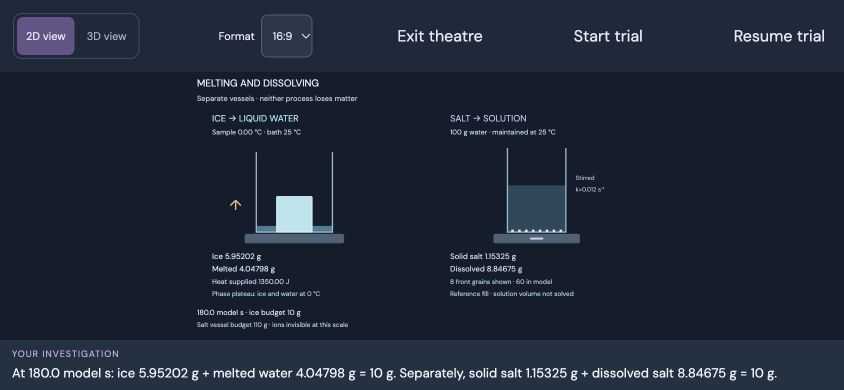 2D view
3D view
Format
16:9
Exit theatre
Start trial
Resume trial
MELTING AND DISSOLVING
Separate vessels · neither process loses matter
ICE → LIQUID WATER
Sample 0.00 °C · bath 25 °C
Ice 5.95202 g
Melted 4.04798 g
Heat supplied 1350.00 J
Phase plateau: ice and water at 0 °C
SALT → SOLUTION
100 g water · maintained at 25 °C
Stirred
k=0.012 s⁻¹
Solid salt 1.15325 g
Dissolved 8.84675 g
8 front grains shown · 60 in model
Reference fill · solution volume not solved
180.0 model s · ice budget 10 g
Salt vessel budget 110 g · ions invisible at this scale
YOUR INVESTIGATION
At 180.0 model s: ice 5.95202 g + melted water 4.04798 g = 10 g. Separately, solid salt 1.15325 g + dissolved salt 8.84675 g = 10 g.